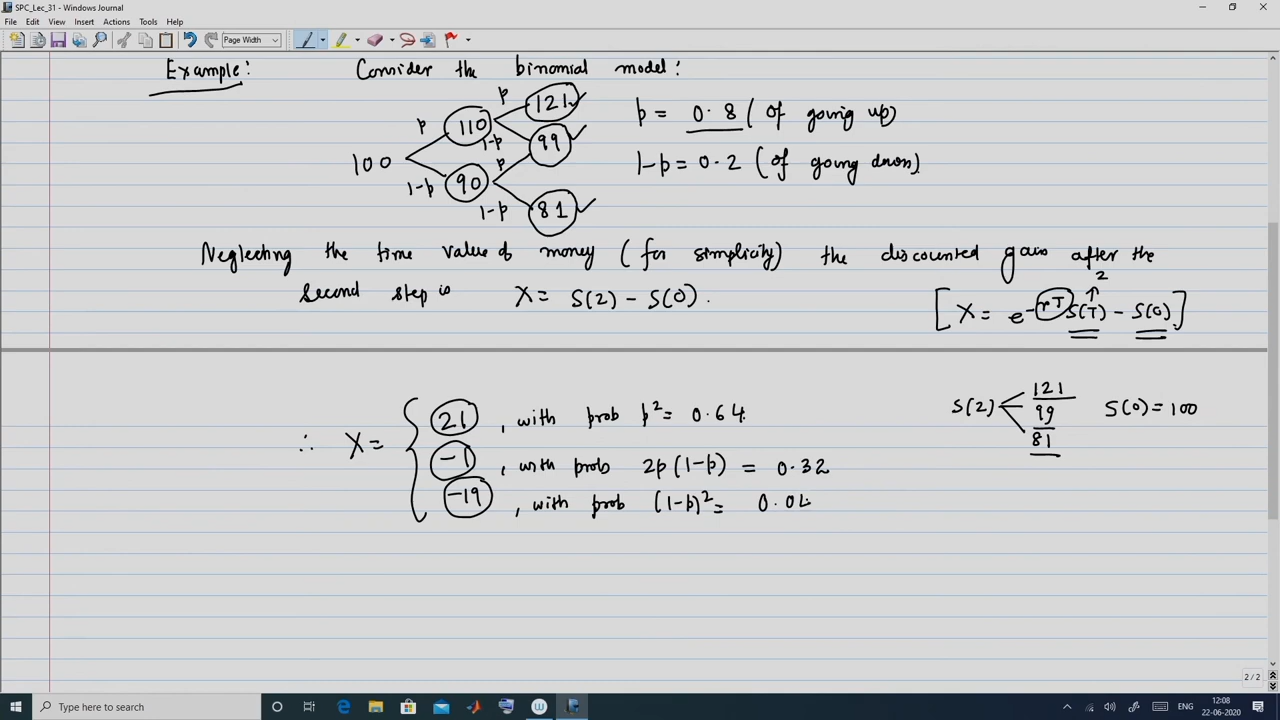 SPC_Lec_31 - Windows Journal
File Edit View Insert Actions Tools Help
Page Width
Example: Consider the binomial model:
100 p 110 p 121
1-p 99
1-p 90 p
1-p 81
p = 0.8 (of going up)
1-p = 0.2 (of going down)
Neglecting the time value of money (for simplicity) the discounted gain after the
second step is X = S(2) - S(0).
2
[X = e^-rT S(T) - S(0)]
∴ X = { 21, with prob p² = 0.64
-1, with prob 2p(1-p) = 0.32
-19, with prob (1-p)² = 0.04
S(2) 121
99
81
S(0) = 100
2/2
Type here to search
ENG
12:08
22-06-2020